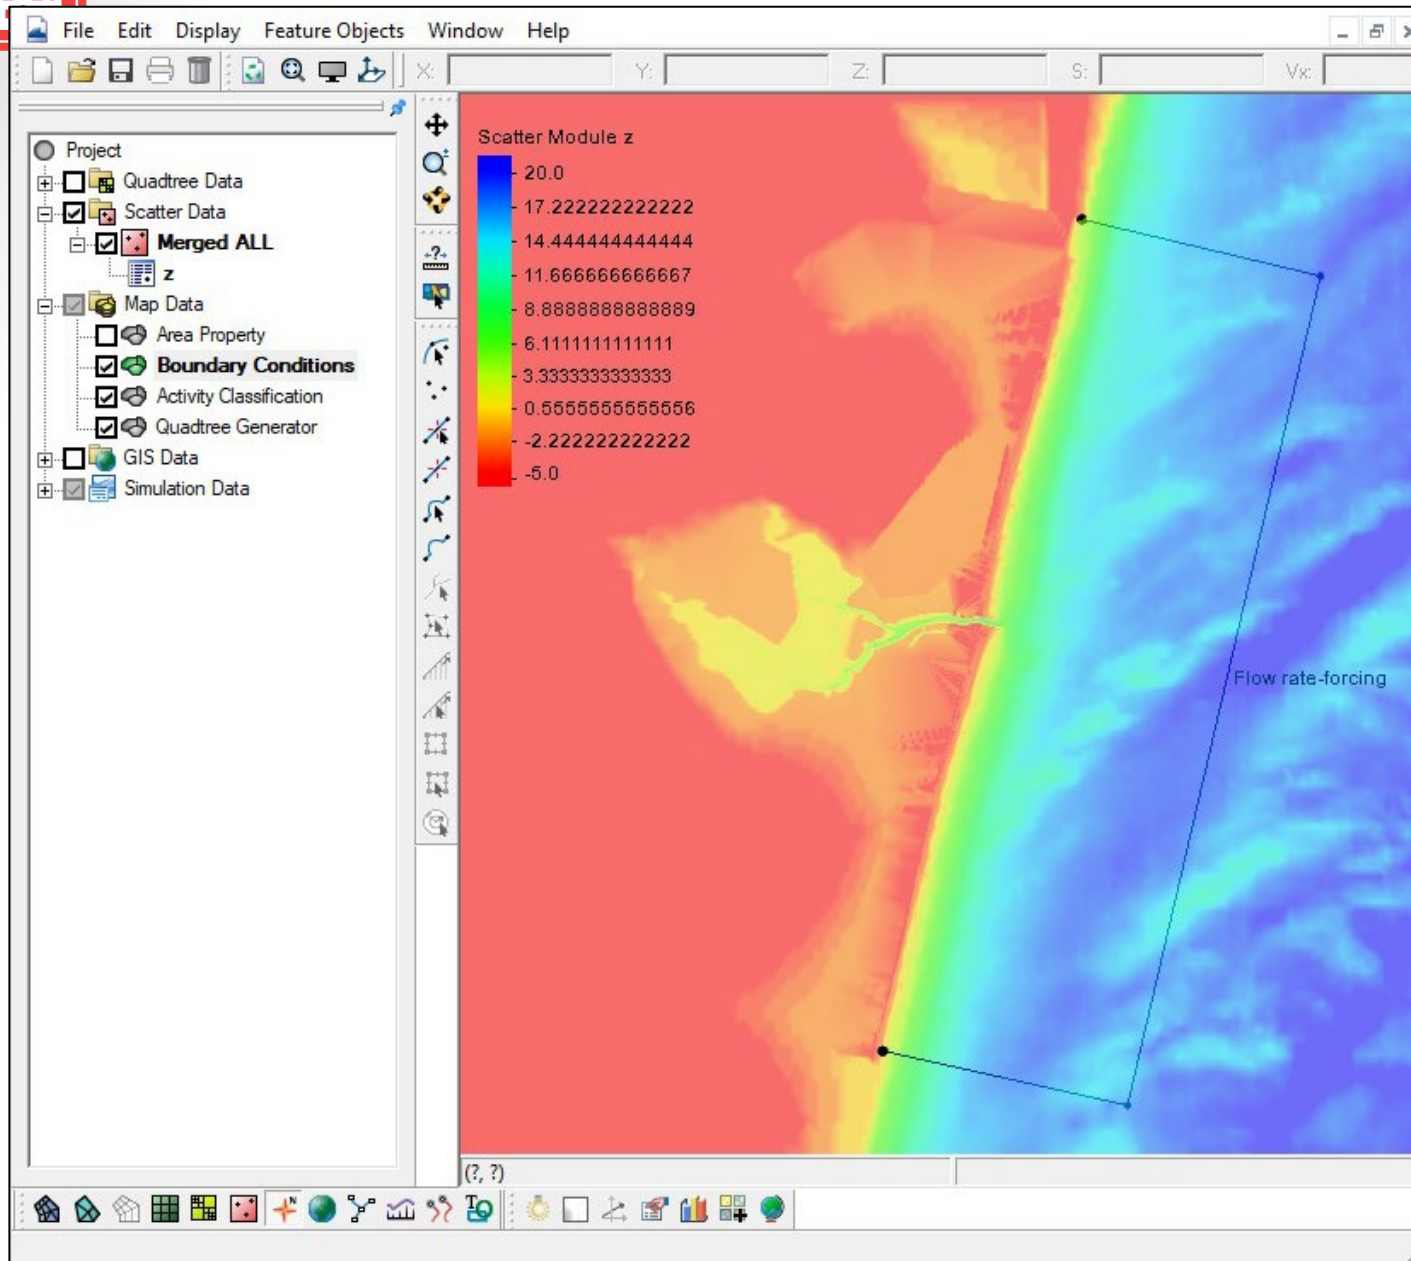 File Edit Display Feature Objects Window Help
X: Y: Z: S: Vx:
Project
Quadtree Data
Scatter Data
Merged ALL
z
Map Data
Area Property
Boundary Conditions
Activity Classification
Quadtree Generator
GIS Data
Simulation Data
Scatter Module z
20.0
17.222222222222
14.444444444444
11.666666666667
8.8888888888889
6.1111111111111
3.3333333333333
0.5555555555556
-2.222222222222
-5.0
Flow rate-forcing
(?, ?)